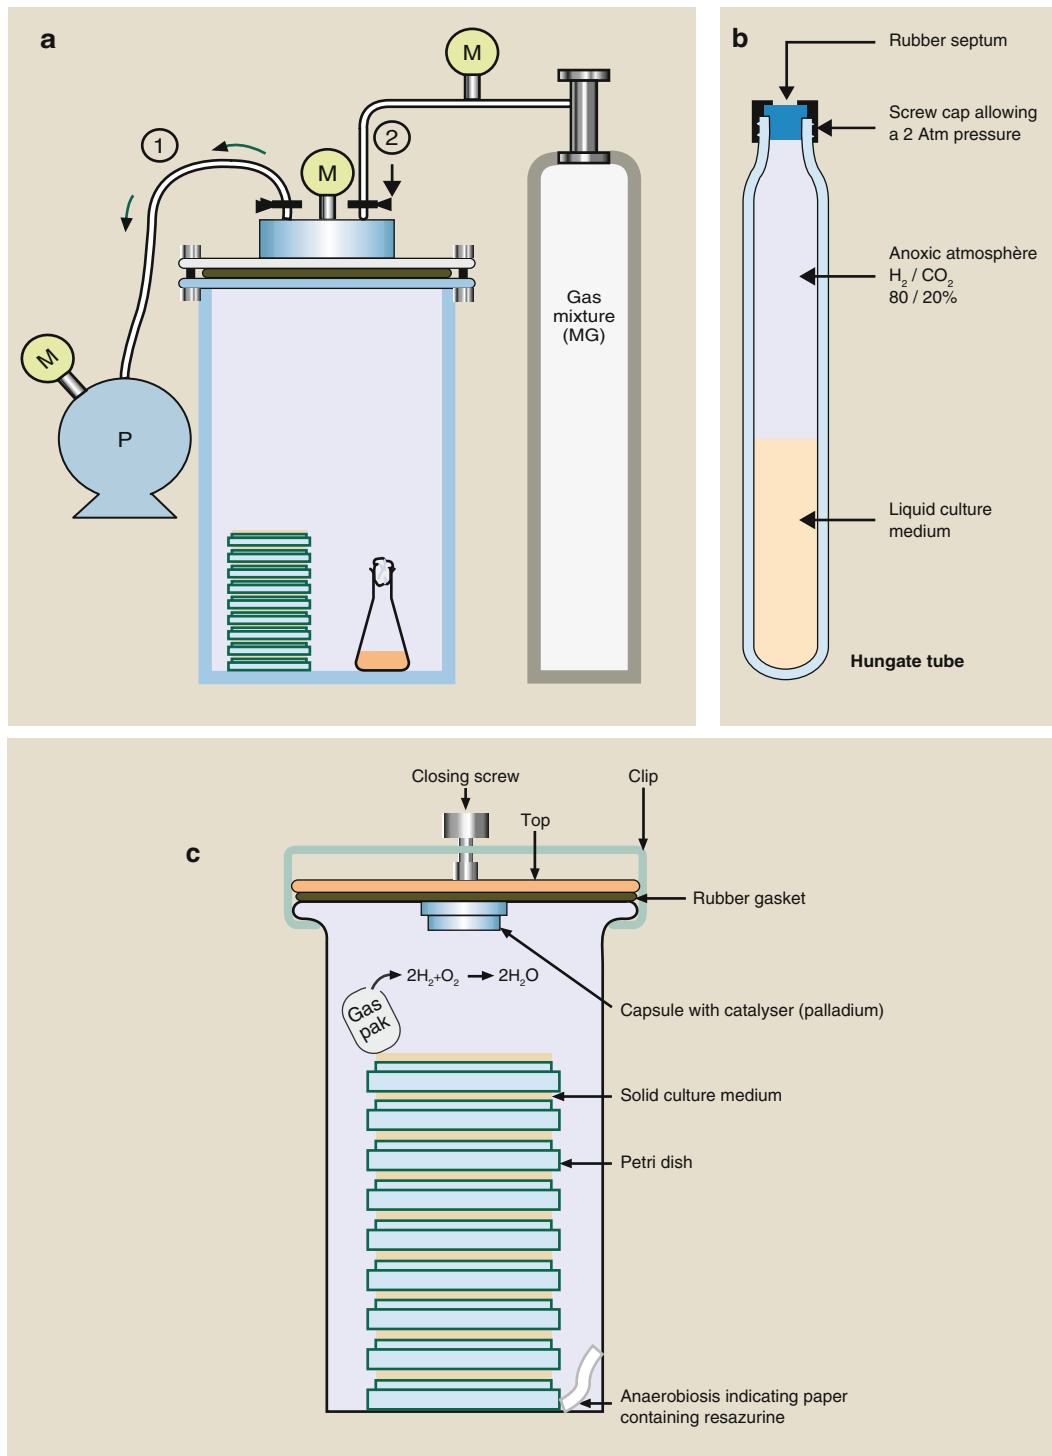 a
M
1
2
M
M
P
Gas
mixture
(MG)
b
Rubber septum
Screw cap allowing
a 2 Atm pressure
Anoxic atmosphère
H₂ / CO₂
80 / 20%
Liquid culture
medium
Hungate tube
c
Closing screw
Clip
Top
Rubber gasket
2H₂+O₂ → 2H₂O
Gas
pak
Capsule with catalyser (palladium)
Solid culture medium
Petri dish
Anaerobiosis indicating paper
containing resazurine